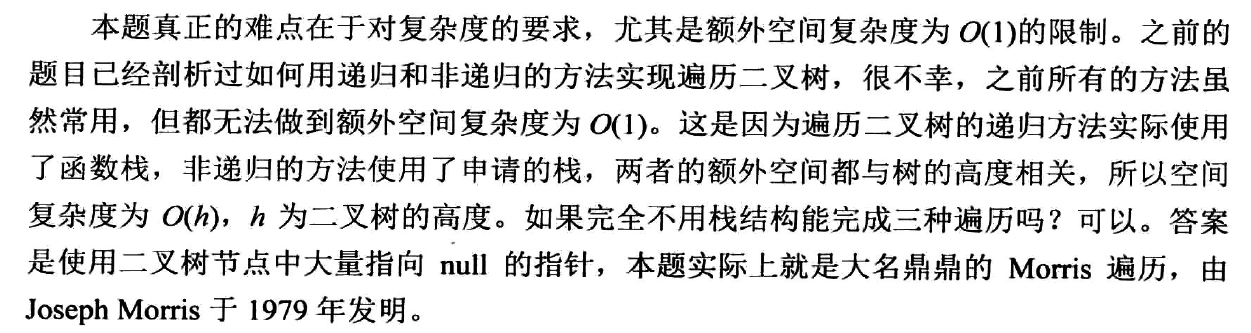 本题真正的难点在于对复杂度的要求，尤其是额外空间复杂度为 O(1)的限制。之前的
题目已经剖析过如何用递归和非递归的方法实现遍历二叉树，很不幸，之前所有的方法虽
然常用，但都无法做到额外空间复杂度为 O(1)。这是因为遍历二叉树的递归方法实际使用
了函数栈，非递归的方法使用了申请的栈，两者的额外空间都与树的高度相关，所以空间
复杂度为 O(h)，h 为二叉树的高度。如果完全不用栈结构能完成三种遍历吗？可以。答案
是使用二叉树节点中大量指向 null 的指针，本题实际上就是大名鼎鼎的 Morris 遍历，由
Joseph Morris 于 1979 年发明。